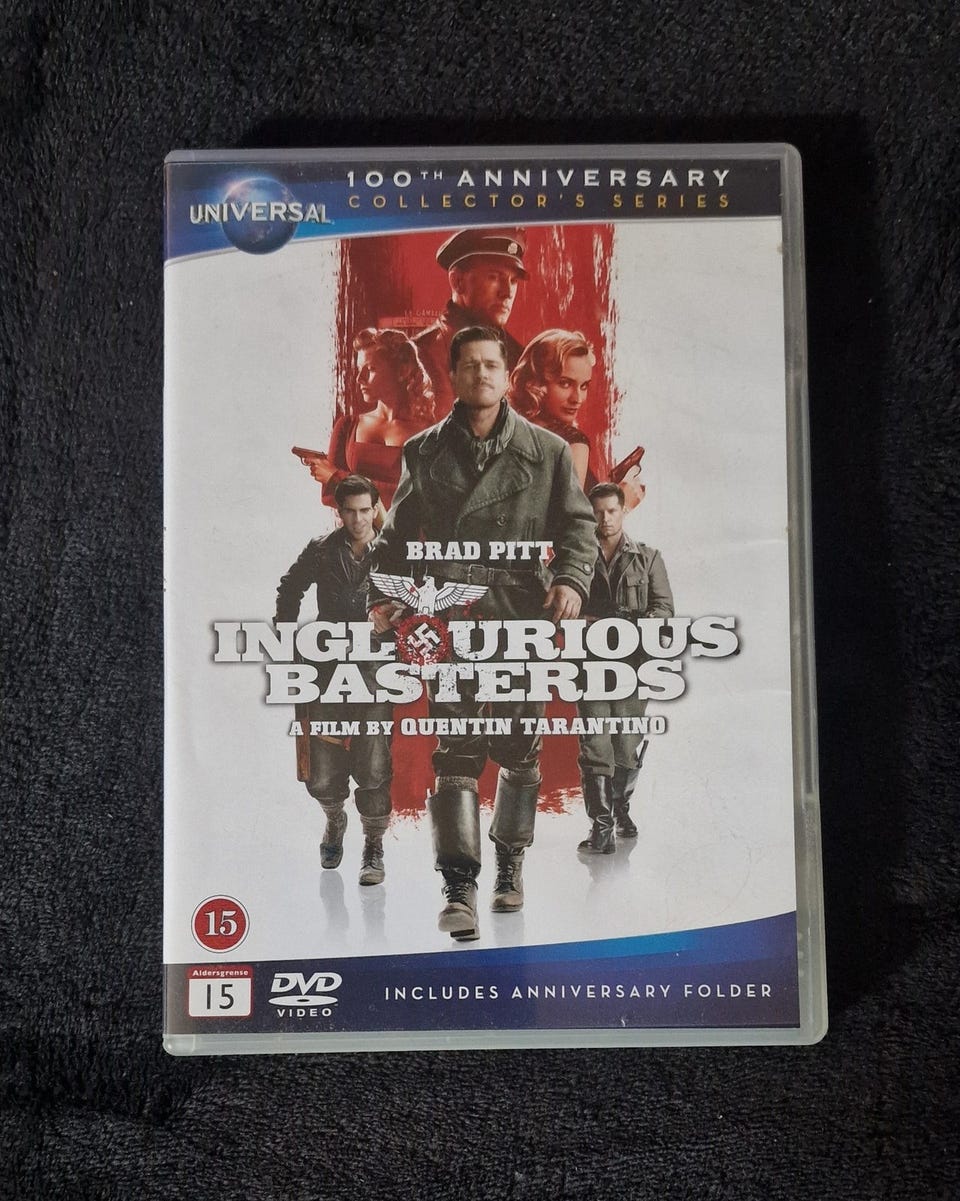 100TH ANNIVERSARY
COLLECTOR'S SERIES
UNIVERSAL
BRAD PITT
INGLOURIOUS
BASTERDS
A FILM BY QUENTIN TARANTINO
15
Aldersgrense
15
DVD
VIDEO
INCLUDES ANNIVERSARY FOLDER